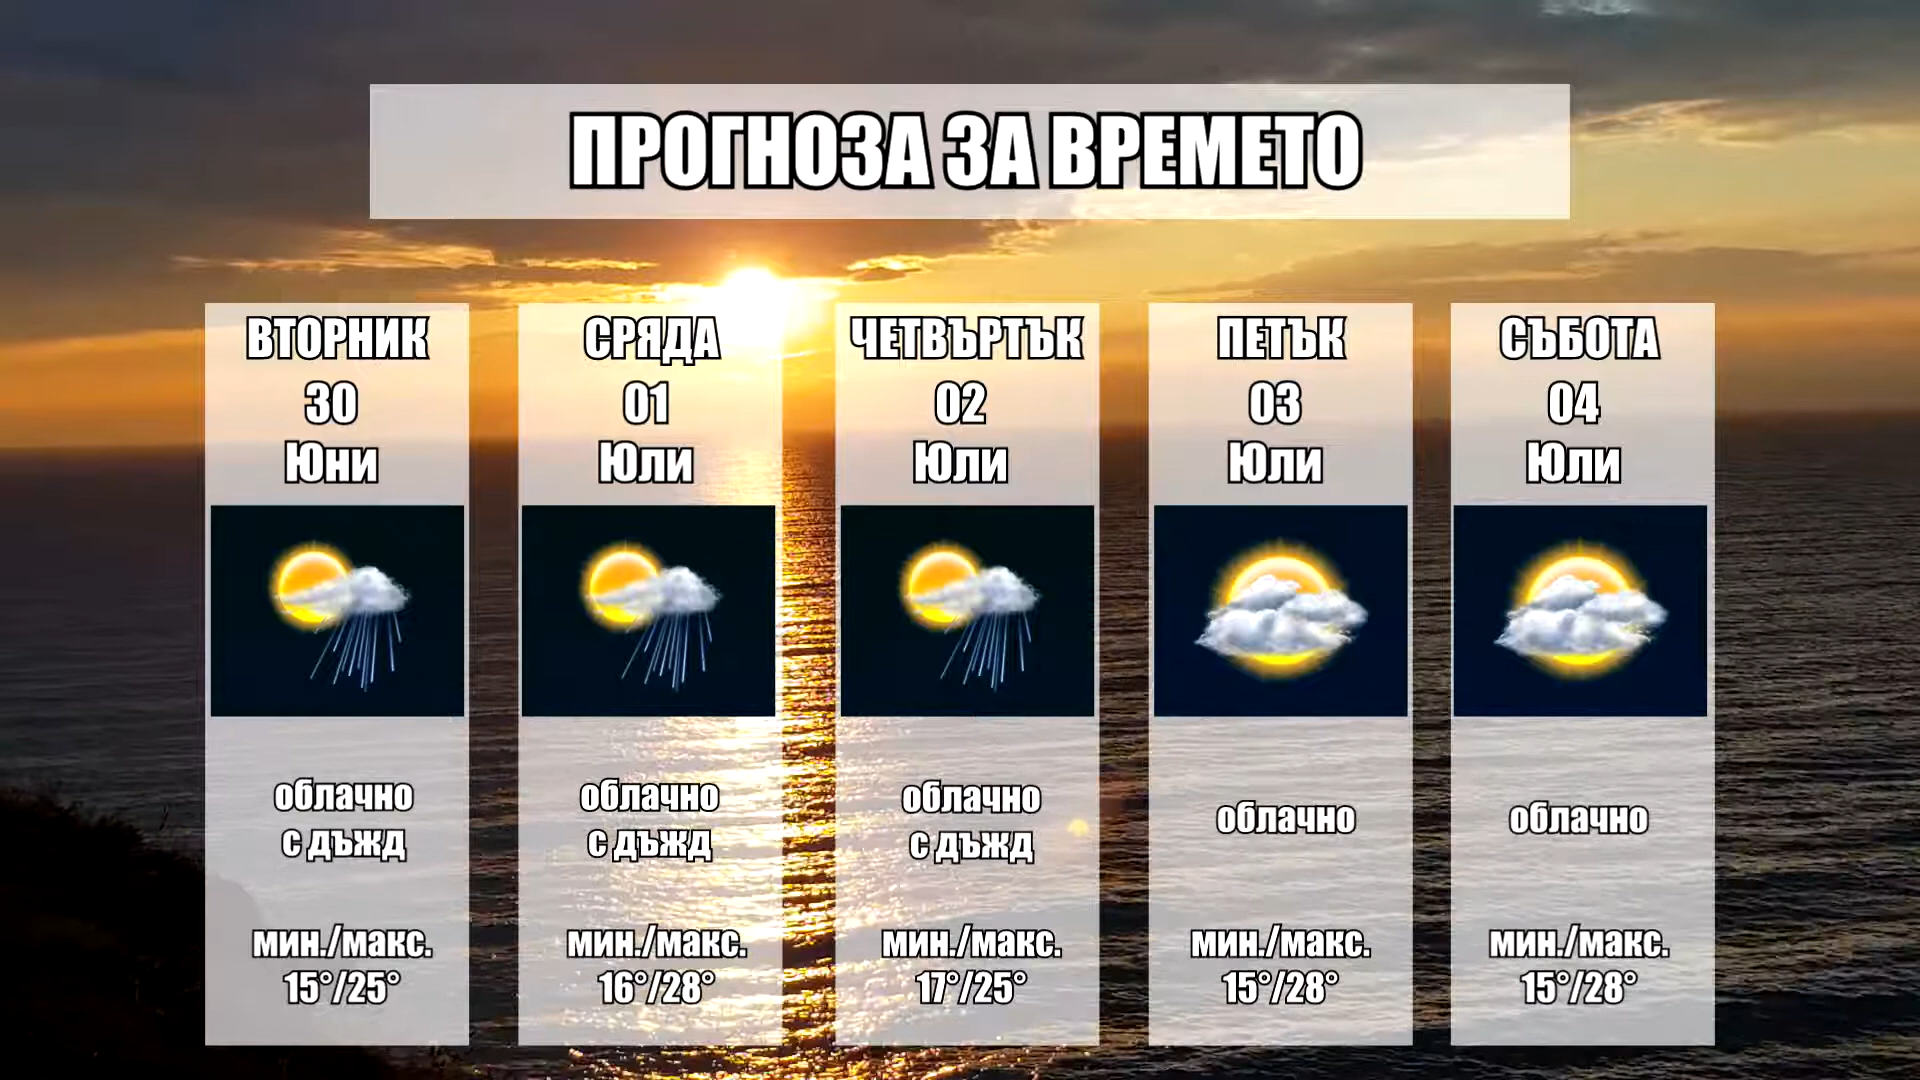 ПРОГНОЗА ЗА ВРЕМЕТО
ВТОРНИК
30
Юни
облачно
с дъжд
мин./макс.
15°/25°
СРЯДА
01
Юли
облачно
с дъжд
мин./макс.
16°/28°
ЧЕТВЪРТЪК
02
Юли
облачно
с дъжд
мин./макс.
17°/25°
ПЕТЪК
03
Юли
облачно
мин./макс.
15°/28°
СЪБОТА
04
Юли
облачно
мин./макс.
15°/28°